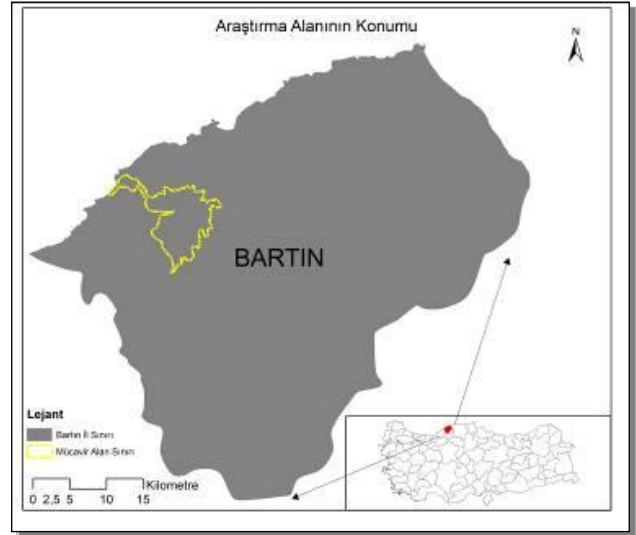 Araştırma Alanının Konumu
N
BARTIN
Lejant
Bartın İl Sınırı
Mücavir Alan Sınırı
Kilometre
0 2,5 5 10 15